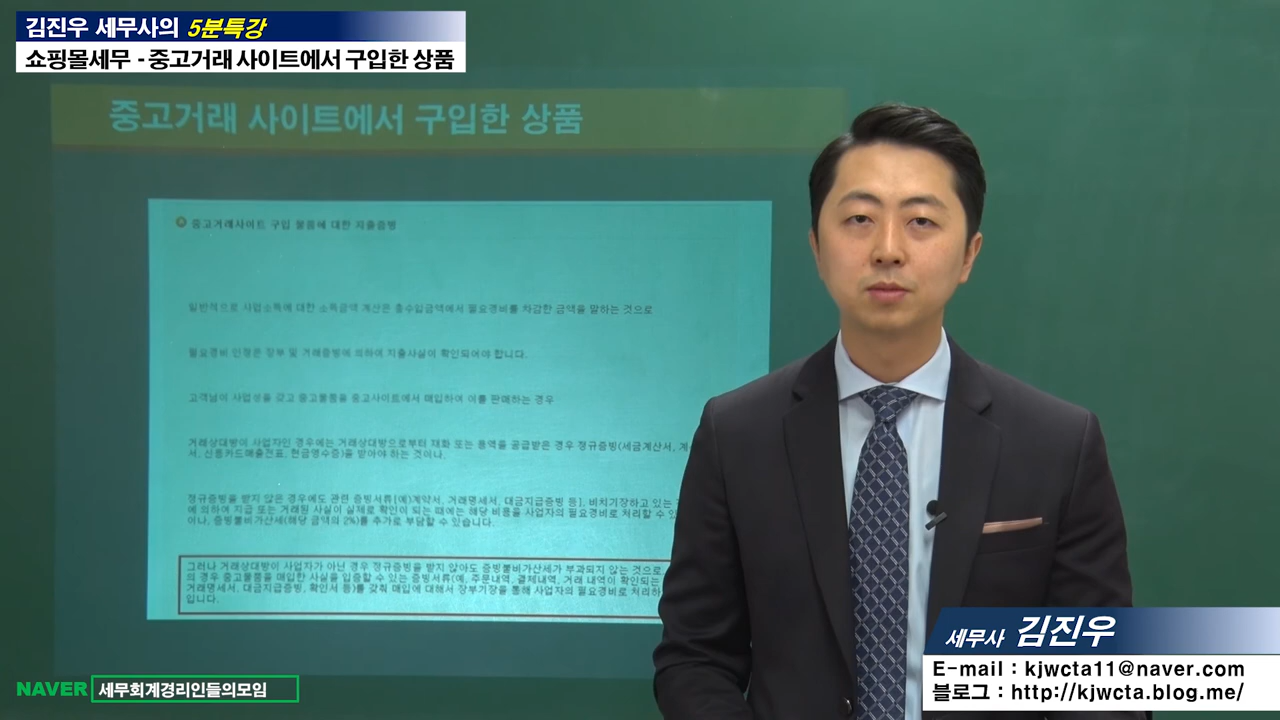 김진우 세무사의 5분특강
쇼핑몰세무 - 중고거래 사이트에서 구입한 상품
중고거래 사이트에서 구입한 상품
중고거래사이트 구입 물품에 대한 지출증빙
일반적으로 사업소득에 대한 소득금액 계산은 총수입금액에서 필요경비를 차감한 금액을 말하는 것으로
필요경비 인정은 장부 및 거래증빙에 의하여 지출사실이 확인되어야 합니다.
고객님이 사업성을 갖고 중고물품을 중고사이트에서 매입하여 이를 판매하는 경우
거래상대방이 사업자인 경우에는 거래상대방으로부터 재화 또는 용역을 공급받은 경우 정규증빙(세금계산서, 계
서, 신용카드매출전표, 현금영수증)을 받아야 하는 것이나,
정규증빙을 받지 않은 경우에도 관련 증빙서류[예)계약서, 거래명세서, 대금지급증빙 등], 비치기장하고 있는
에 의하여 지급 또는 거래된 사실이 실제로 확인이 되는 때에는 해당 비용을 사업자의 필요경비로 처리할 수
이나, 증빙불비가산세(해당 금액의 2%)를 추가로 부담할 수 있습니다.
그러나 거래상대방이 사업자가 아닌 경우 정규증빙을 받지 않아도 증빙불비가산세가 부과되지 않는 것으로
의 경우 중고물품을 매입한 사실을 입증할 수 있는 증빙서류(예, 주문내역, 결제내역, 거래 내역이 확인되는
거래명세서, 대금지급증빙, 확인서 등)를 갖춰 매입에 대해서 장부기장을 통해 사업자의 필요경비로 처리하
입니다.
세무사 김진우
E-mail : kjwcta11@naver.com
블로그 : http://kjwcta.blog.me/
NAVER 세무회계경리인들의모임